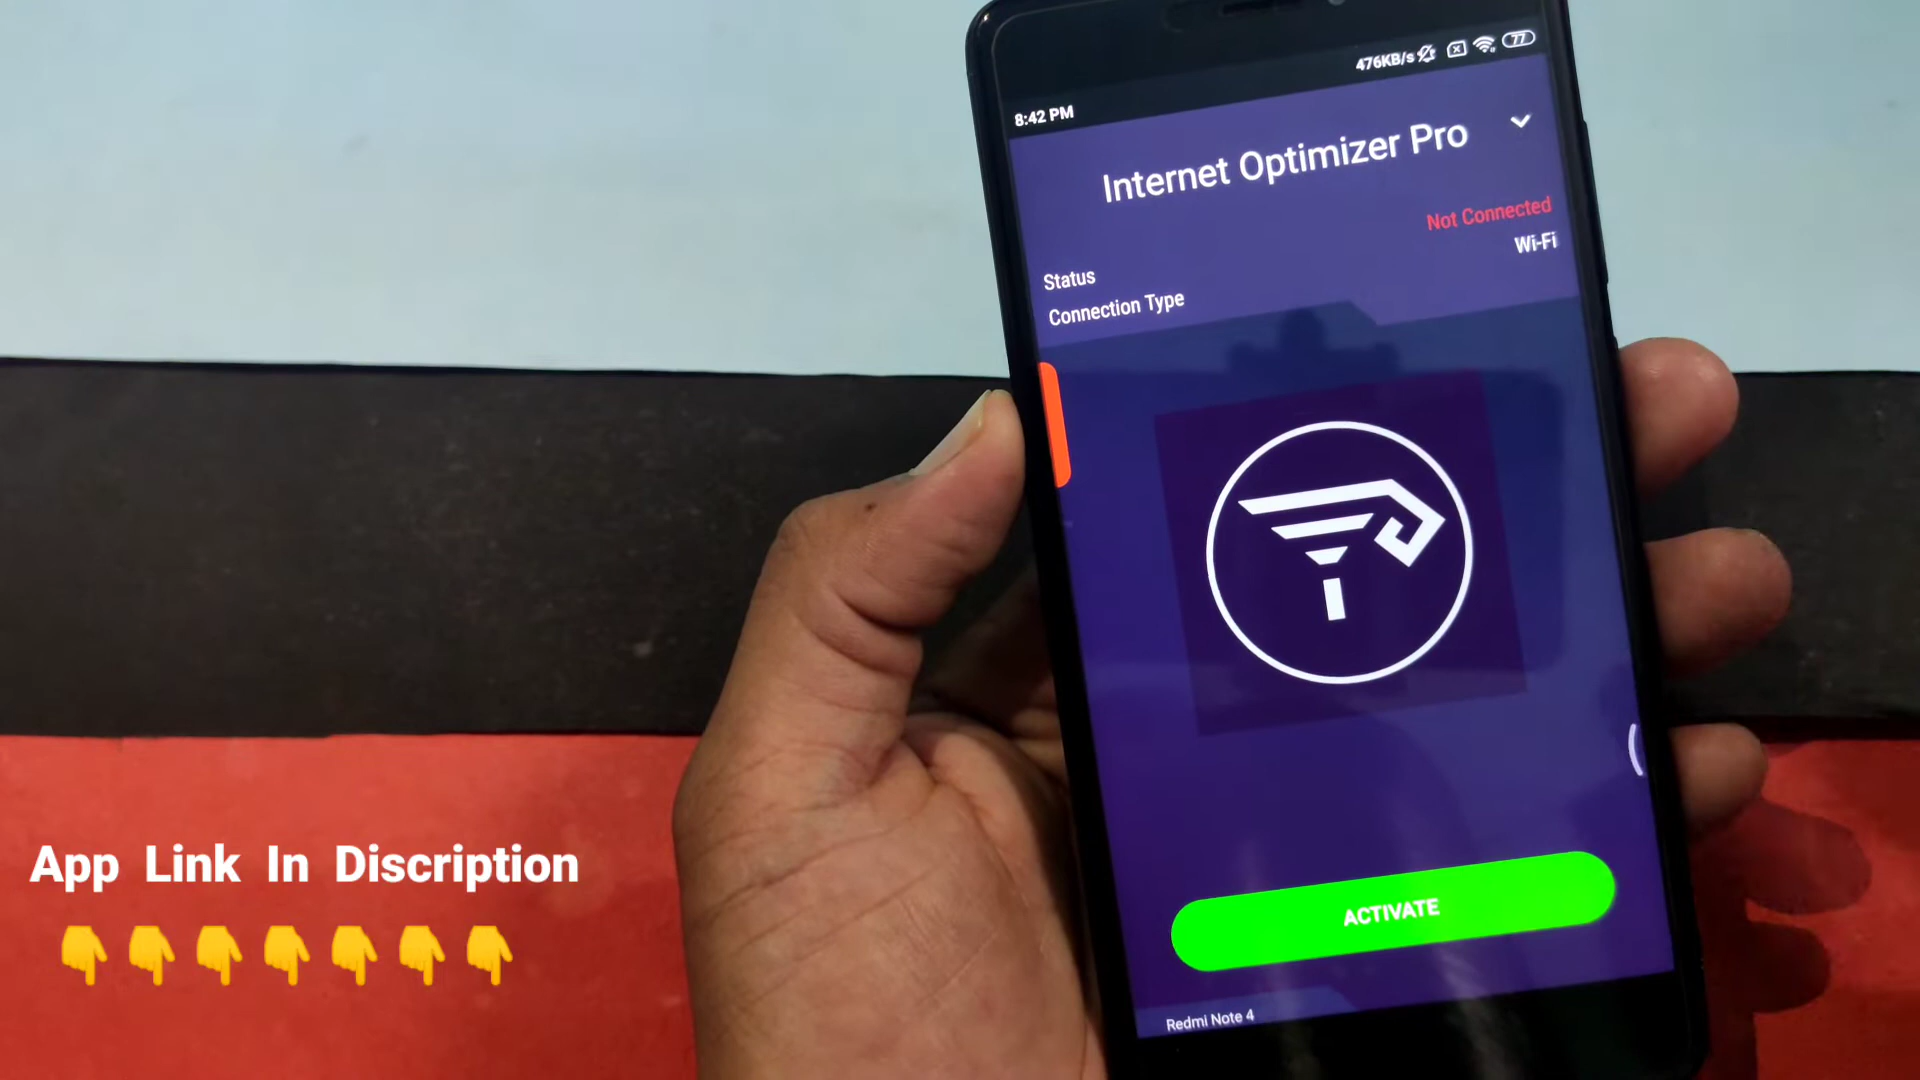 476KB/s 77
8:42 PM
Internet Optimizer Pro
Not Connected
Wi-Fi
Status
Connection Type
ACTIVATE
Redmi Note 4
App Link In Discription
👇👇👇👇👇👇👇